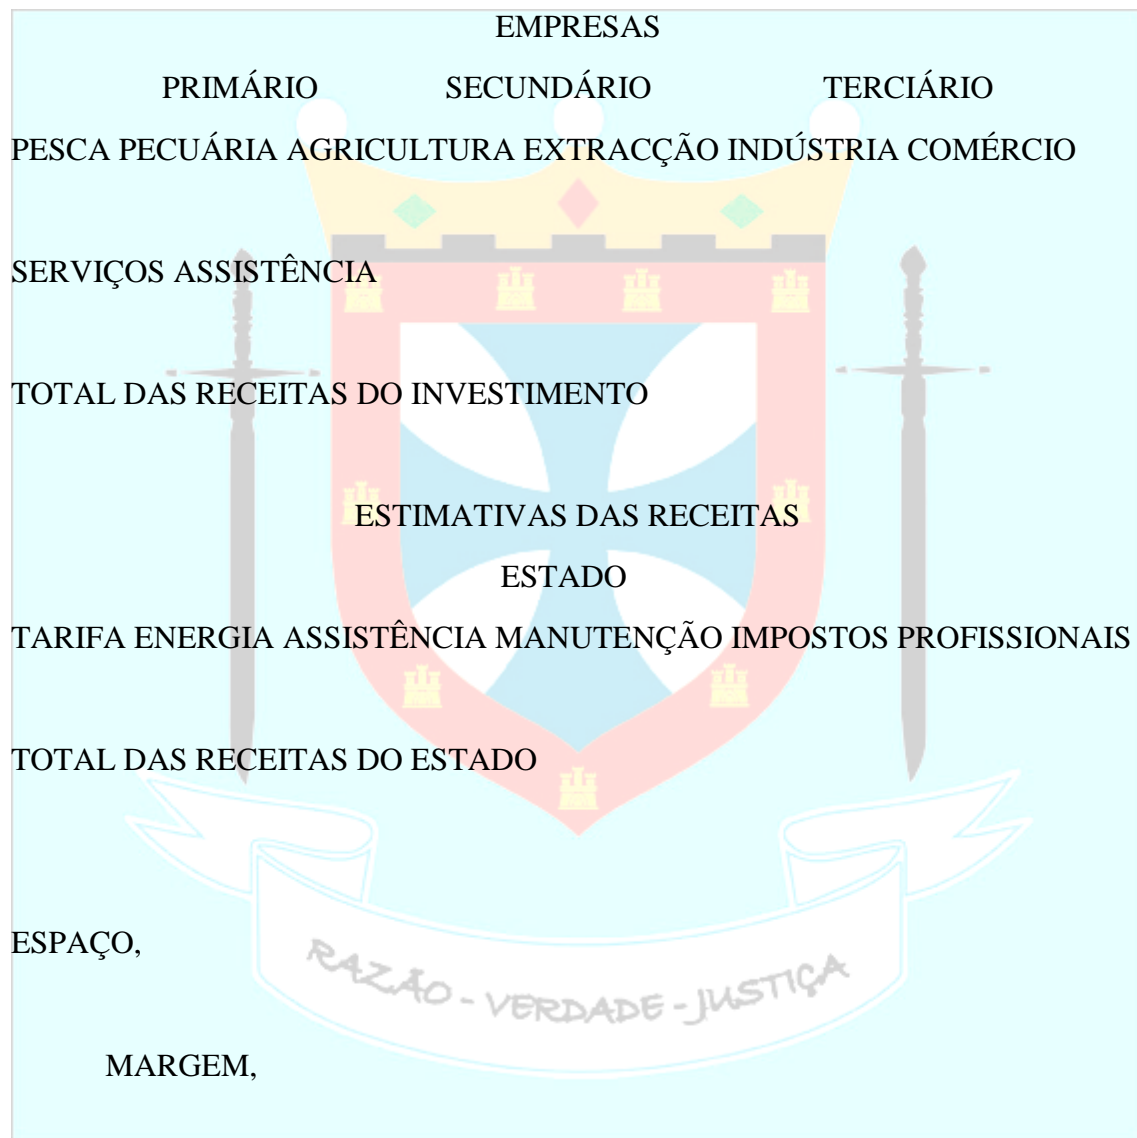 EMPRESAS
PRIMÁRIO SECUNDÁRIO TERCIÁRIO
PESCA PECUÁRIA AGRICULTURA EXTRACÇÃO INDÚSTRIA COMÉRCIO
SERVIÇOS ASSISTÊNCIA
TOTAL DAS RECEITAS DO INVESTIMENTO
ESTIMATIVAS DAS RECEITAS
ESTADO
TARIFA ENERGIA ASSISTÊNCIA MANUTENÇÃO IMPOSTOS PROFISSIONAIS
TOTAL DAS RECEITAS DO ESTADO
ESPAÇO,
RAZÃO - VERDADE - JUSTIÇA
MARGEM,